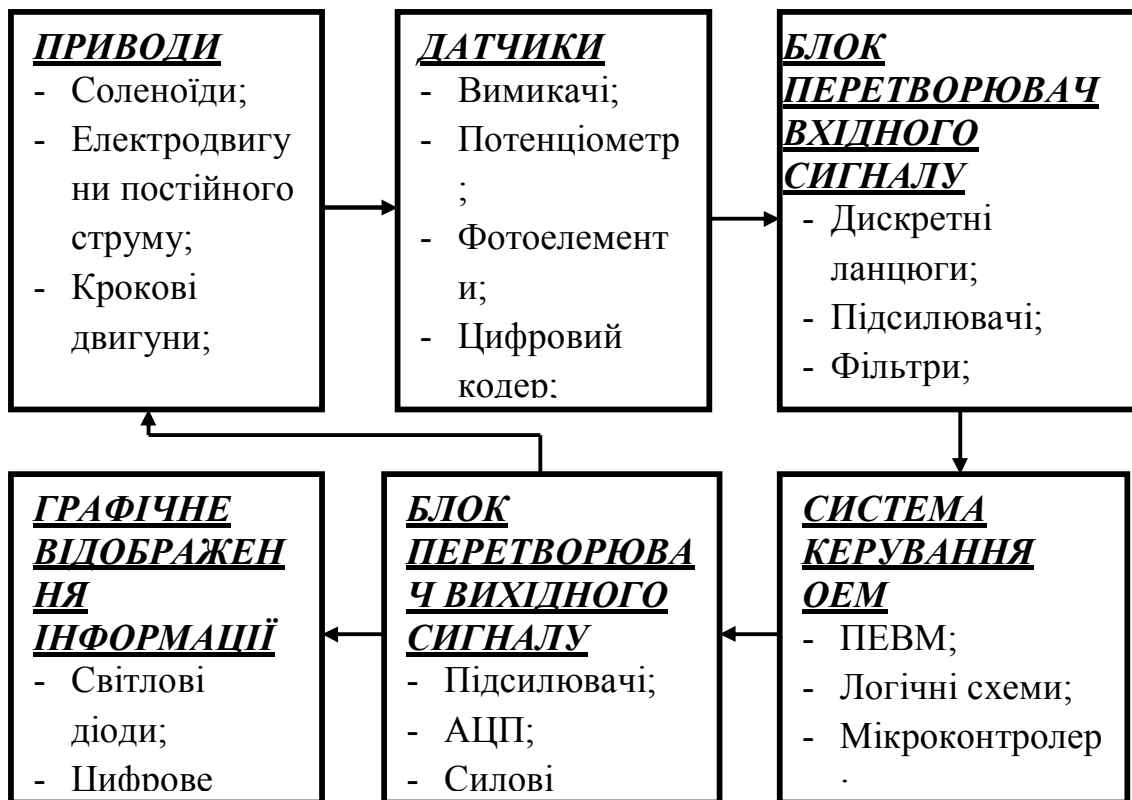 ПРИВОДИ
- Соленоїди;
- Електродвигу
ни постійного
струму;
- Крокові
двигуни;
ДАТЧИКИ
- Вимикачі;
- Потенціометр
;
- Фотоелемент
и;
- Цифровий
кодер;
БЛОК
ПЕРЕТВОРЮВАЧ
ВХІДНОГО
СИГНАЛУ
- Дискретні
ланцюги;
- Підсилювачі;
- Фільтри;
ГРАФІЧНЕ
ВІДОБРАЖЕН
НЯ
ІНФОРМАЦІЇ
- Світлові
діоди;
- Цифрове
БЛОК
ПЕРЕТВОРЮВА
Ч ВИХІДНОГО
СИГНАЛУ
- Підсилювачі;
- АЦП;
- Силові
СИСТЕМА
КЕРУВАННЯ
ОЕМ
- ПЕВМ;
- Логічні схеми;
- Мікроконтролер